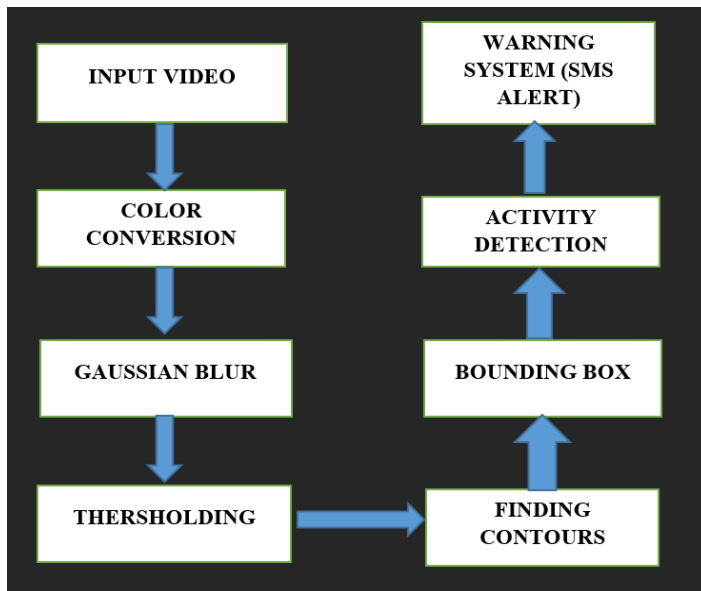 INPUT VIDEO
COLOR
CONVERSION
GAUSSIAN BLUR
THERSHOLDING
FINDING
CONTOURS
BOUNDING BOX
ACTIVITY
DETECTION
WARNING
SYSTEM (SMS
ALERT)